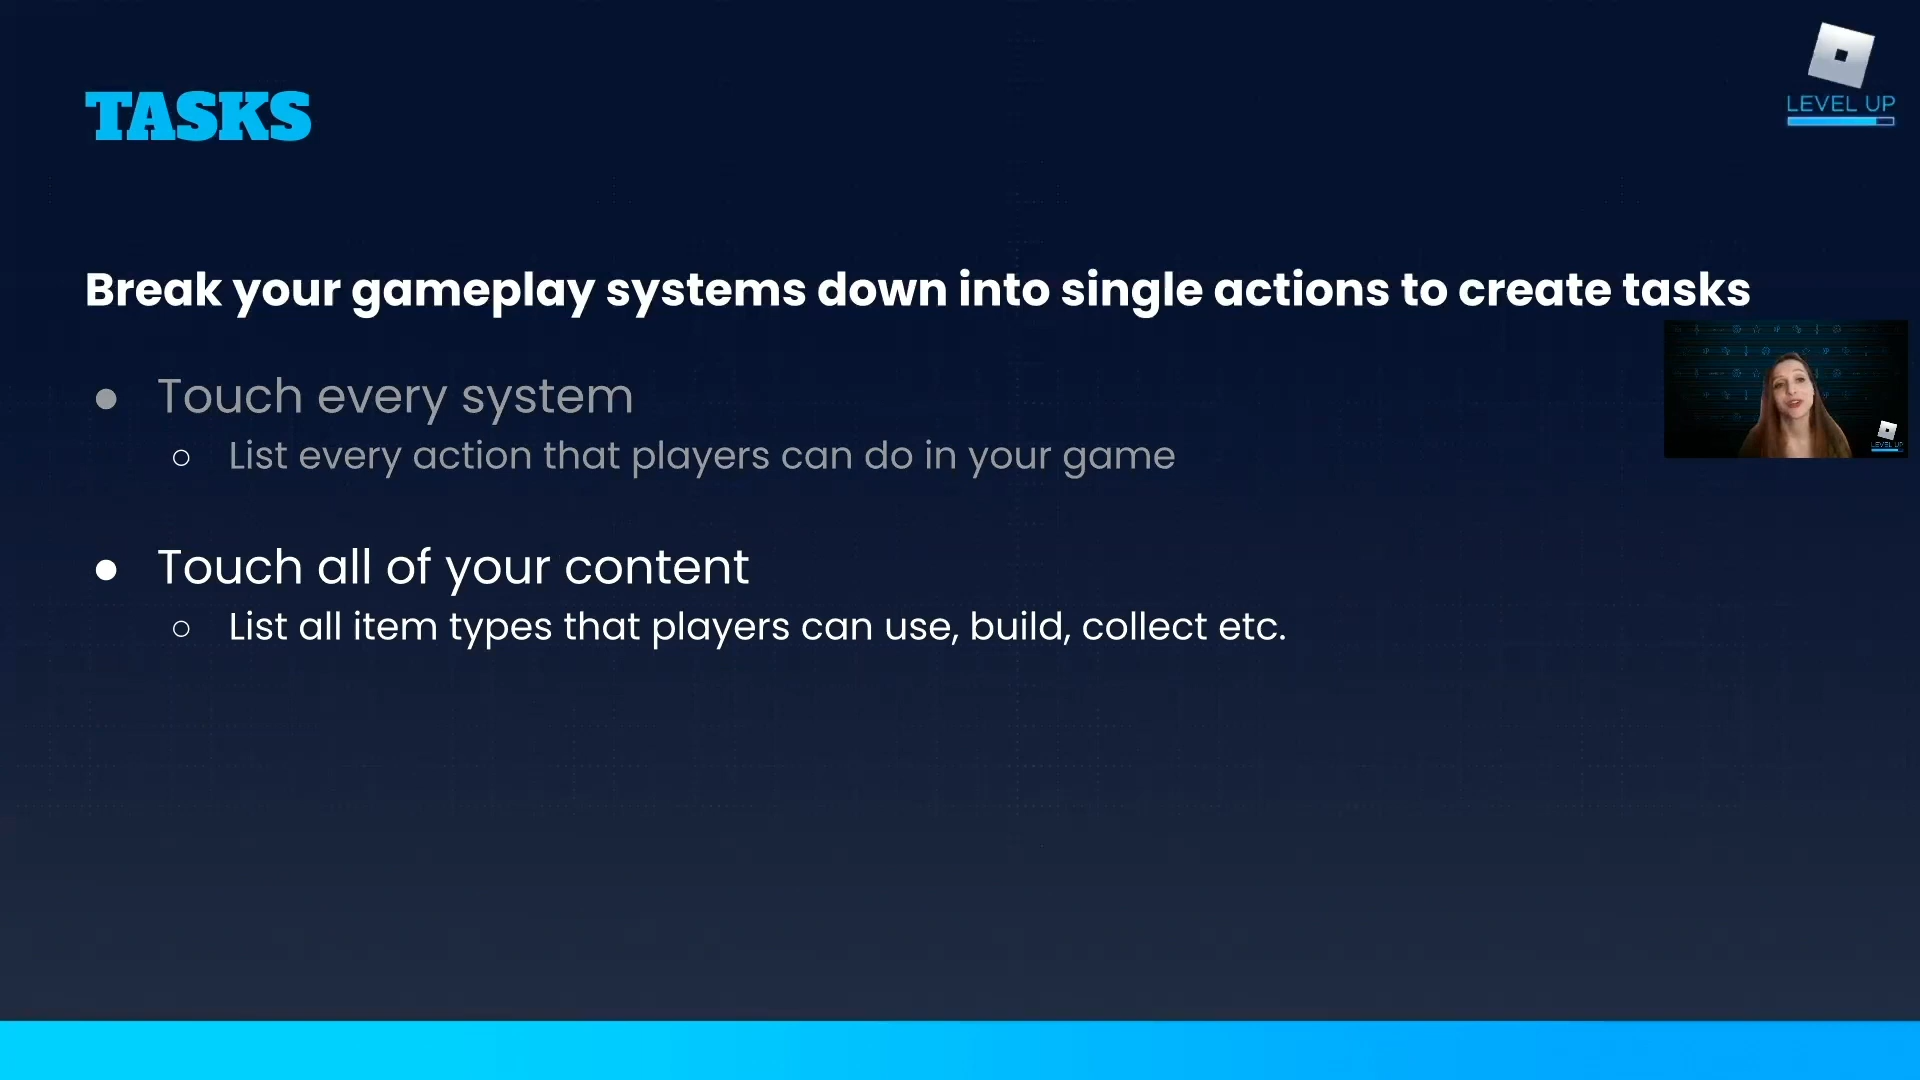 TASKS
LEVEL UP
Break your gameplay systems down into single actions to create tasks
● Touch every system
○ List every action that players can do in your game
● Touch all of your content
○ List all item types that players can use, build, collect etc.
LEVEL UP